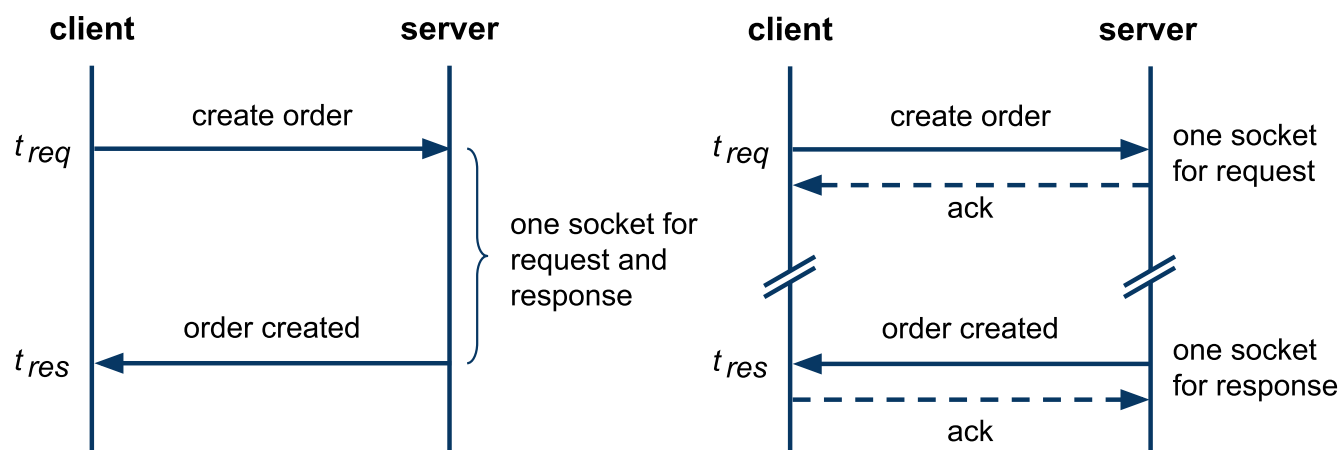 client
server
create order
t req
one socket for
request and
response
order created
t res
client
server
create order
t req
one socket
for request
ack
order created
t res
one socket
for response
ack